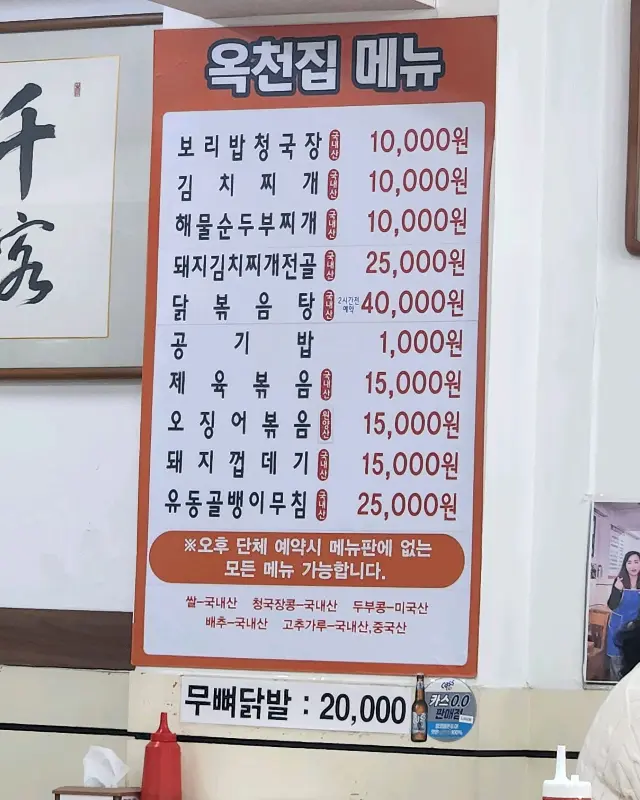 千
客
옥천집 메뉴
보리밥청국장 국내산 10,000원
김치찌개 국내산 10,000원
해물순두부찌개 국내산 10,000원
돼지김치찌개전골 국내산 25,000원
닭볶음탕 국내산 2시간전 예약 40,000원
공기밥 1,000원
제육볶음 국내산 15,000원
오징어볶음 원양산 15,000원
돼지껍데기 국내산 15,000원
유동골뱅이무침 국내산 25,000원
※오후 단체 예약시 메뉴판에 없는
모든 메뉴 가능합니다.
쌀-국내산 청국장콩-국내산 두부콩-미국산
배추-국내산 고추가루-국내산,중국산
무뼈닭발 : 20,000
Cass
카스 0.0
판매점